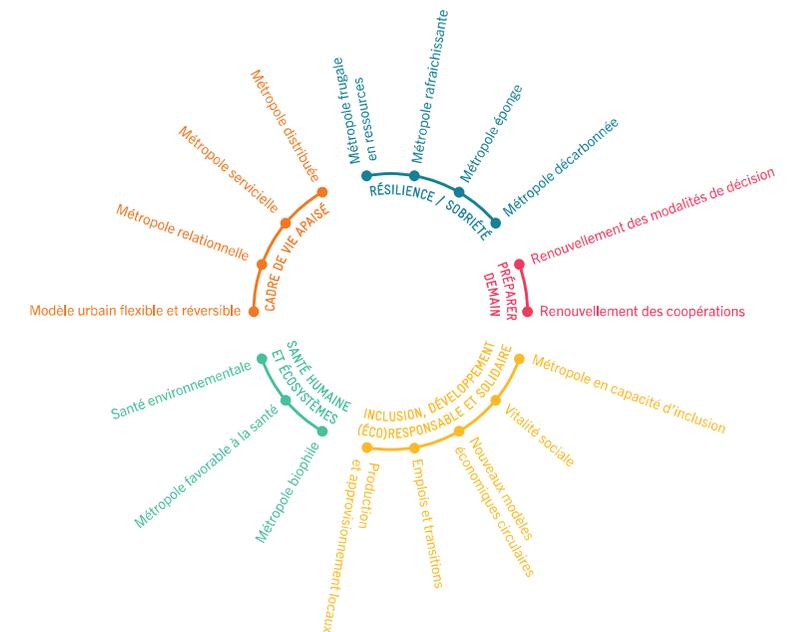 RÉSILIENCE / SOBRIÉTÉ
Métropole frugale
en ressources
Métropole rafraichissante
Métropole éponge
Métropole décarbonnée
PRÉPARER
DEMAIN
Renouvellement des modalités de décision
Renouvellement des coopérations
INCLUSION, DÉVELOPPEMENT
(ÉCO)RESPONSABLE ET SOLIDAIRE
Métropole en capacité d'inclusion
Vitalité sociale
Nouveaux modèles
économiques circulaires
Emplois et transitions
Production
et approvisionnement locaux
SANTÉ HUMAINE
ET ÉCOSYSTÈMES
Métropole biophile
Métropole favorable à la santé
Santé environnementale
CADRE DE VIE APAISÉ
Modèle urbain flexible et réversible
Métropole relationnelle
Métropole servicielle
Métropole distribuée